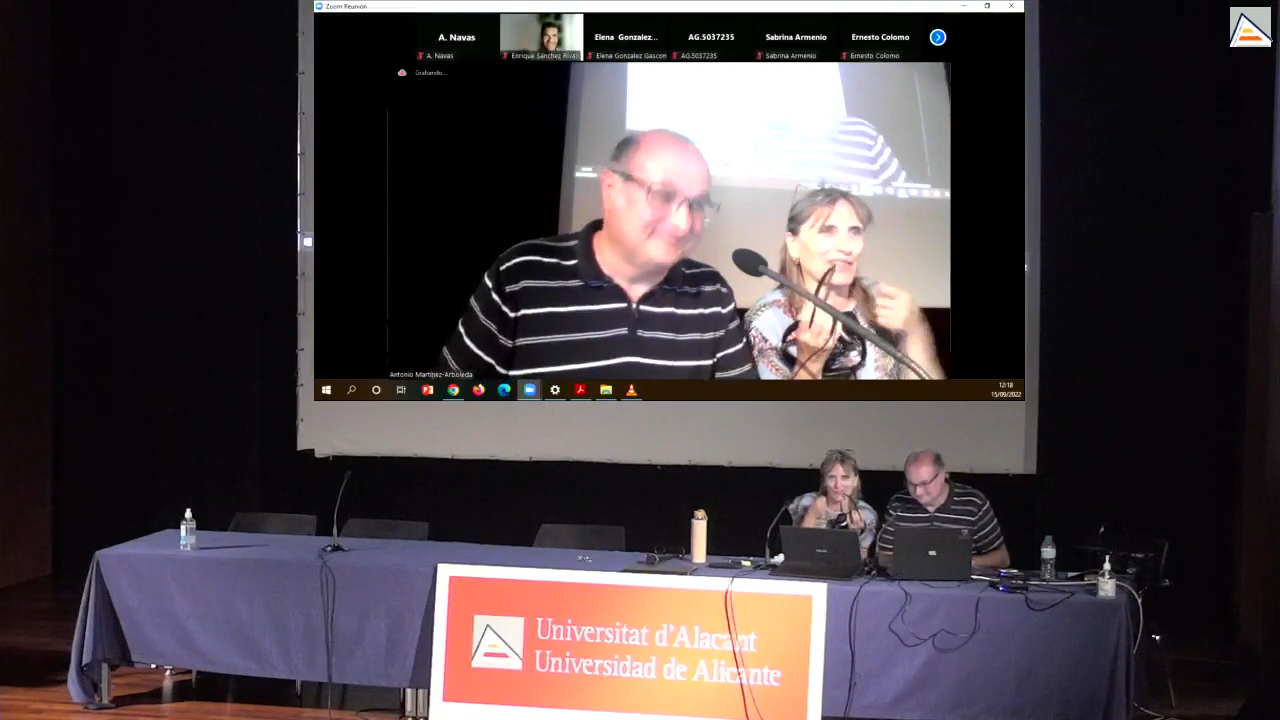 Zoom Reunión
A. Navas
Elena Gonzalez...
AG.5037235
Sabrina Armenio
Ernesto Colomo
A. Navas
Enrique Sánchez Rivas
Elena Gonzalez Gascon
AG.5037235
Sabrina Armenio
Ernesto Colomo
Grabando...
Antonio Martínez-Arboleda
12:18
15/09/2022
Universitat d'Alacant
Universidad de Alicante